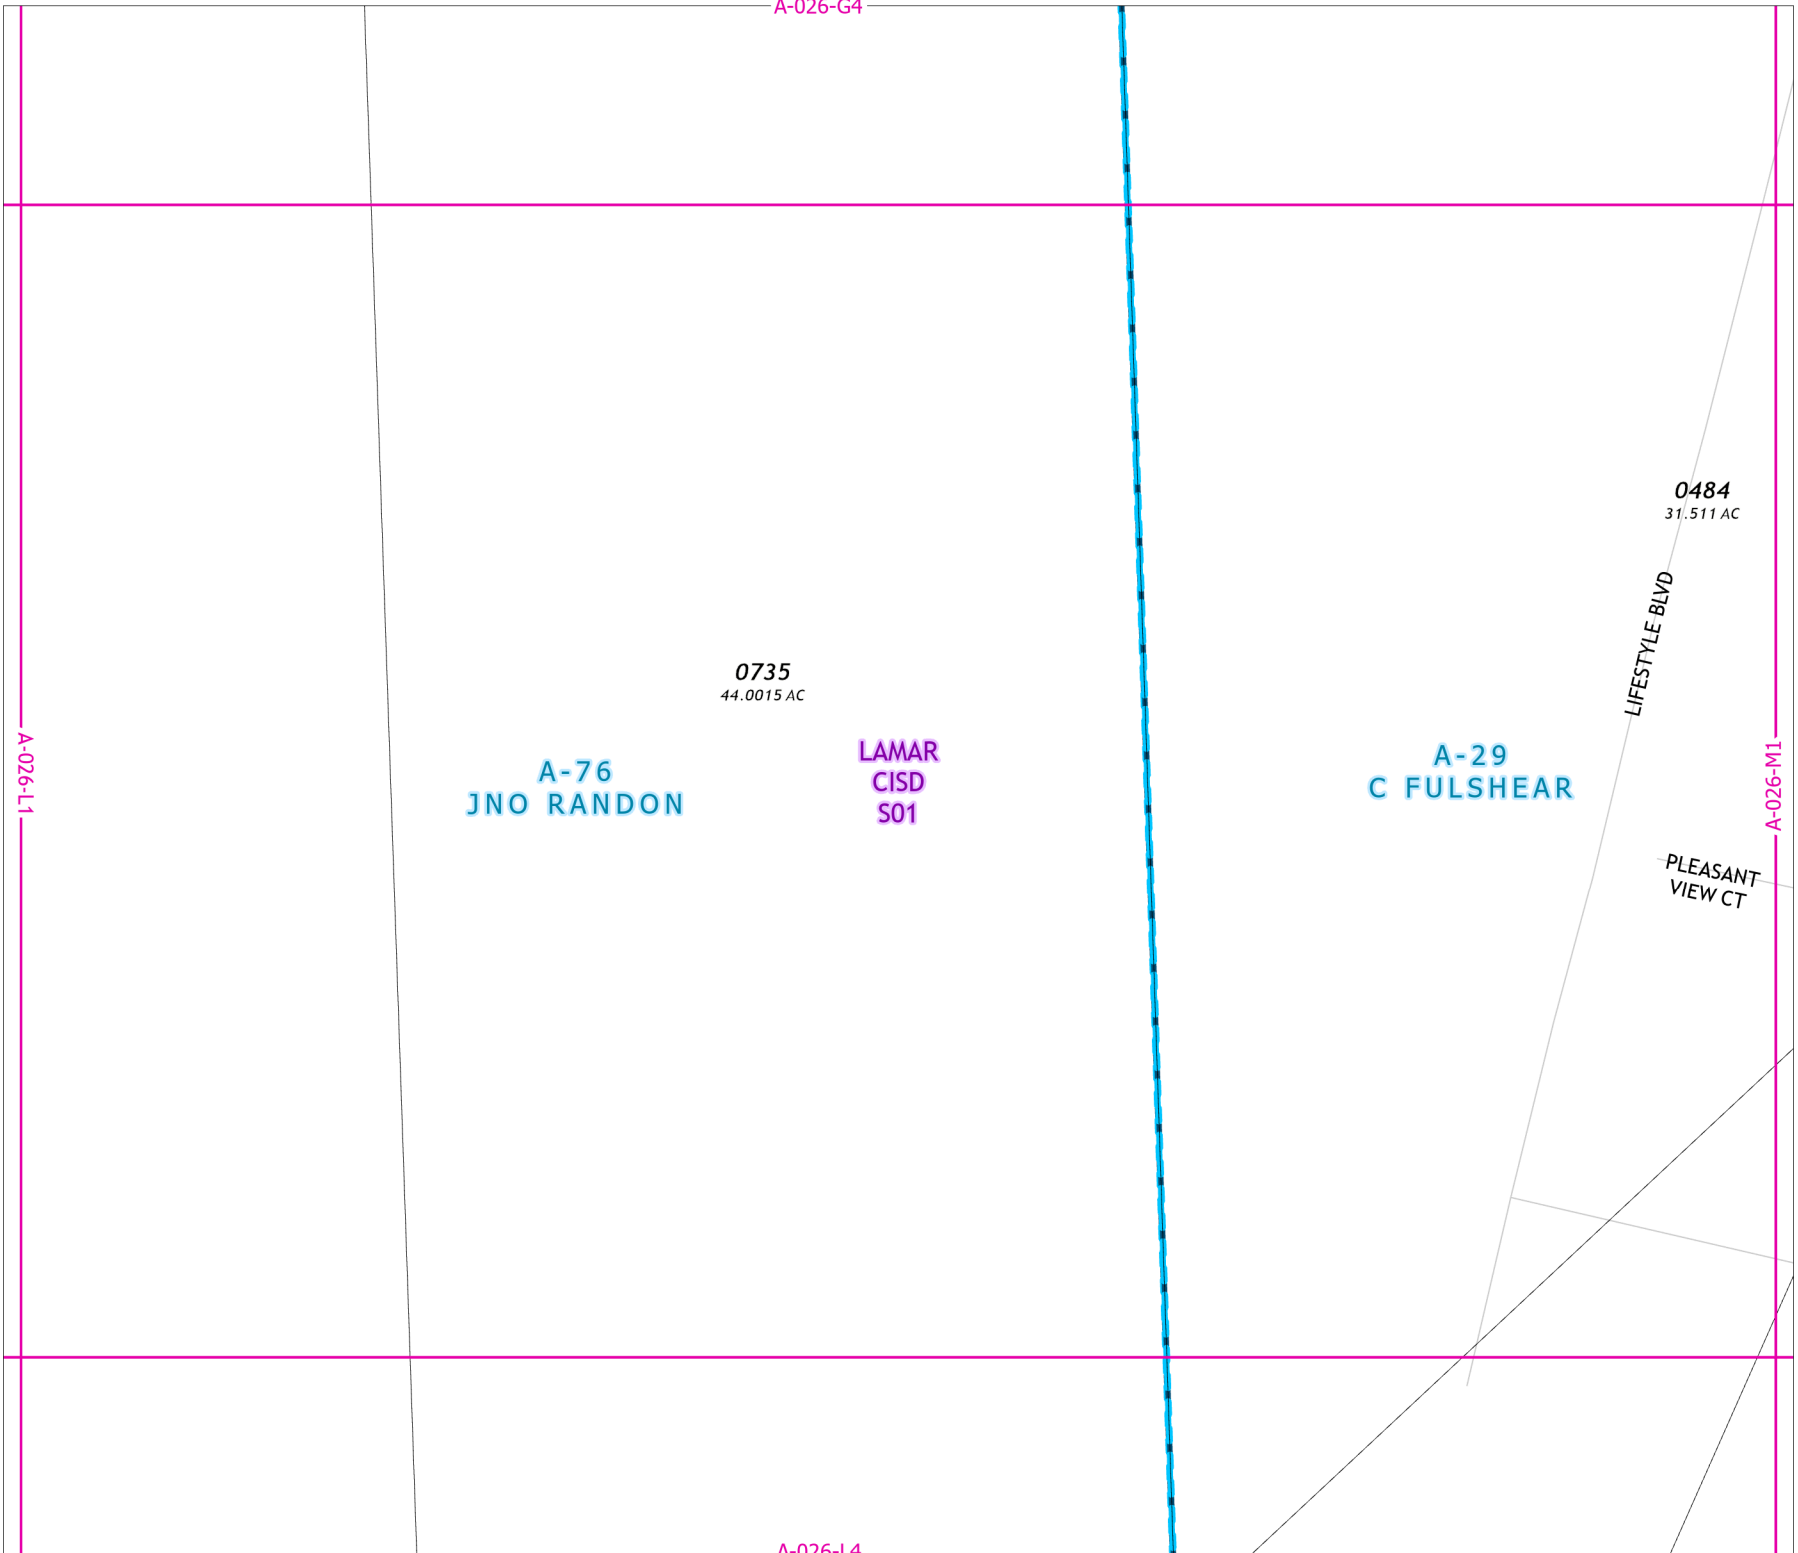 A-026-G4
0484
31.511 AC
LIFESTYLE BLVD
0735
44.0015 AC
A-026-L1
A-76
JNO RANDON
LAMAR
CISD
S01
A-29
C FULSHEAR
A-026-M1
PLEASANT
VIEW CT
A-026-L4